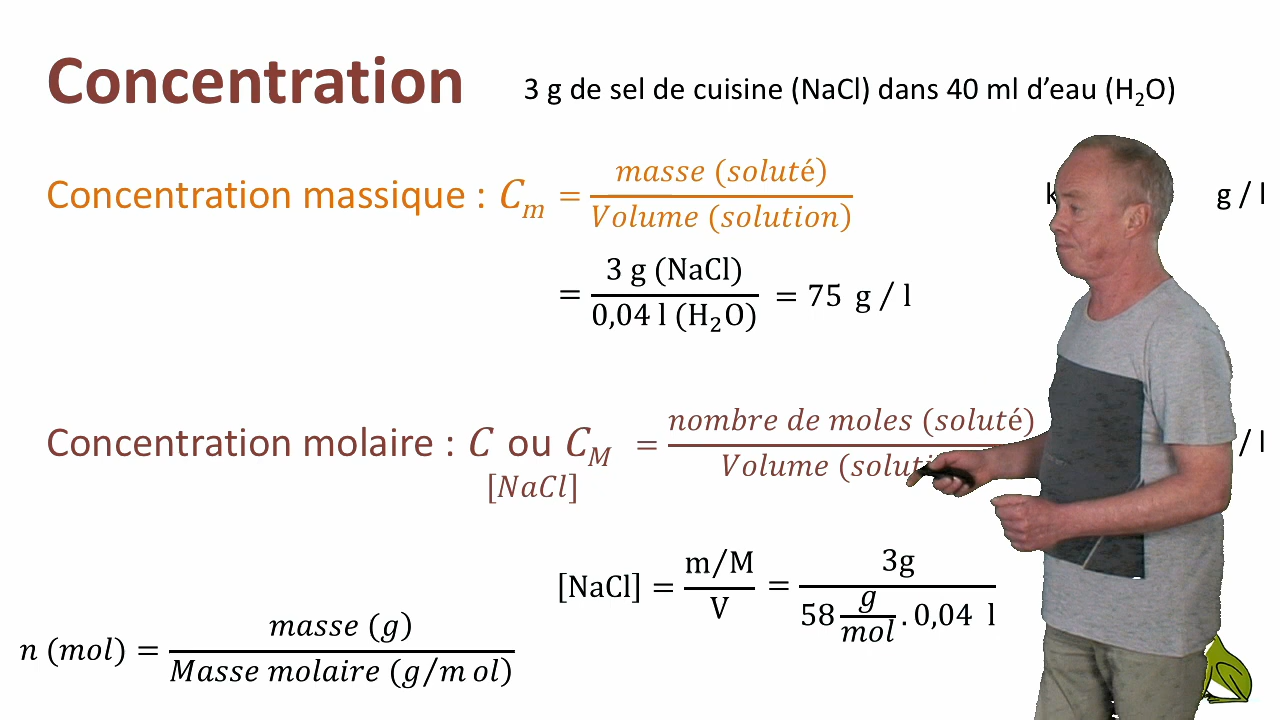 Concentration
3 g de sel de cuisine (NaCl) dans 40 ml d’eau (H₂O)
Concentration massique : Cₘ = masse (soluté) / Volume (solution)
g / l
= 3 g (NaCl) / 0,04 l (H₂O) = 75 g / l
Concentration molaire : C ou C_M = nombre de moles (soluté) / Volume
/ l
[NaCl]
[NaCl] = m/M / V = 3g / 58 g/mol . 0,04 l
n (mol) = masse (g) / Masse molaire (g/m ol)